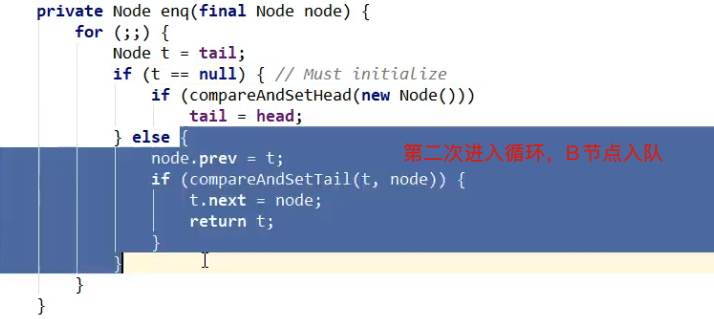 private Node enq(final Node node) {
for (;;) {
Node t = tail;
if (t == null) { // Must initialize
if (compareAndSetHead(new Node()))
tail = head;
} else {
node.prev = t;
第二次进入循环，B节点入队
if (compareAndSetTail(t, node)) {
t.next = node;
return t;
}
}
}
}